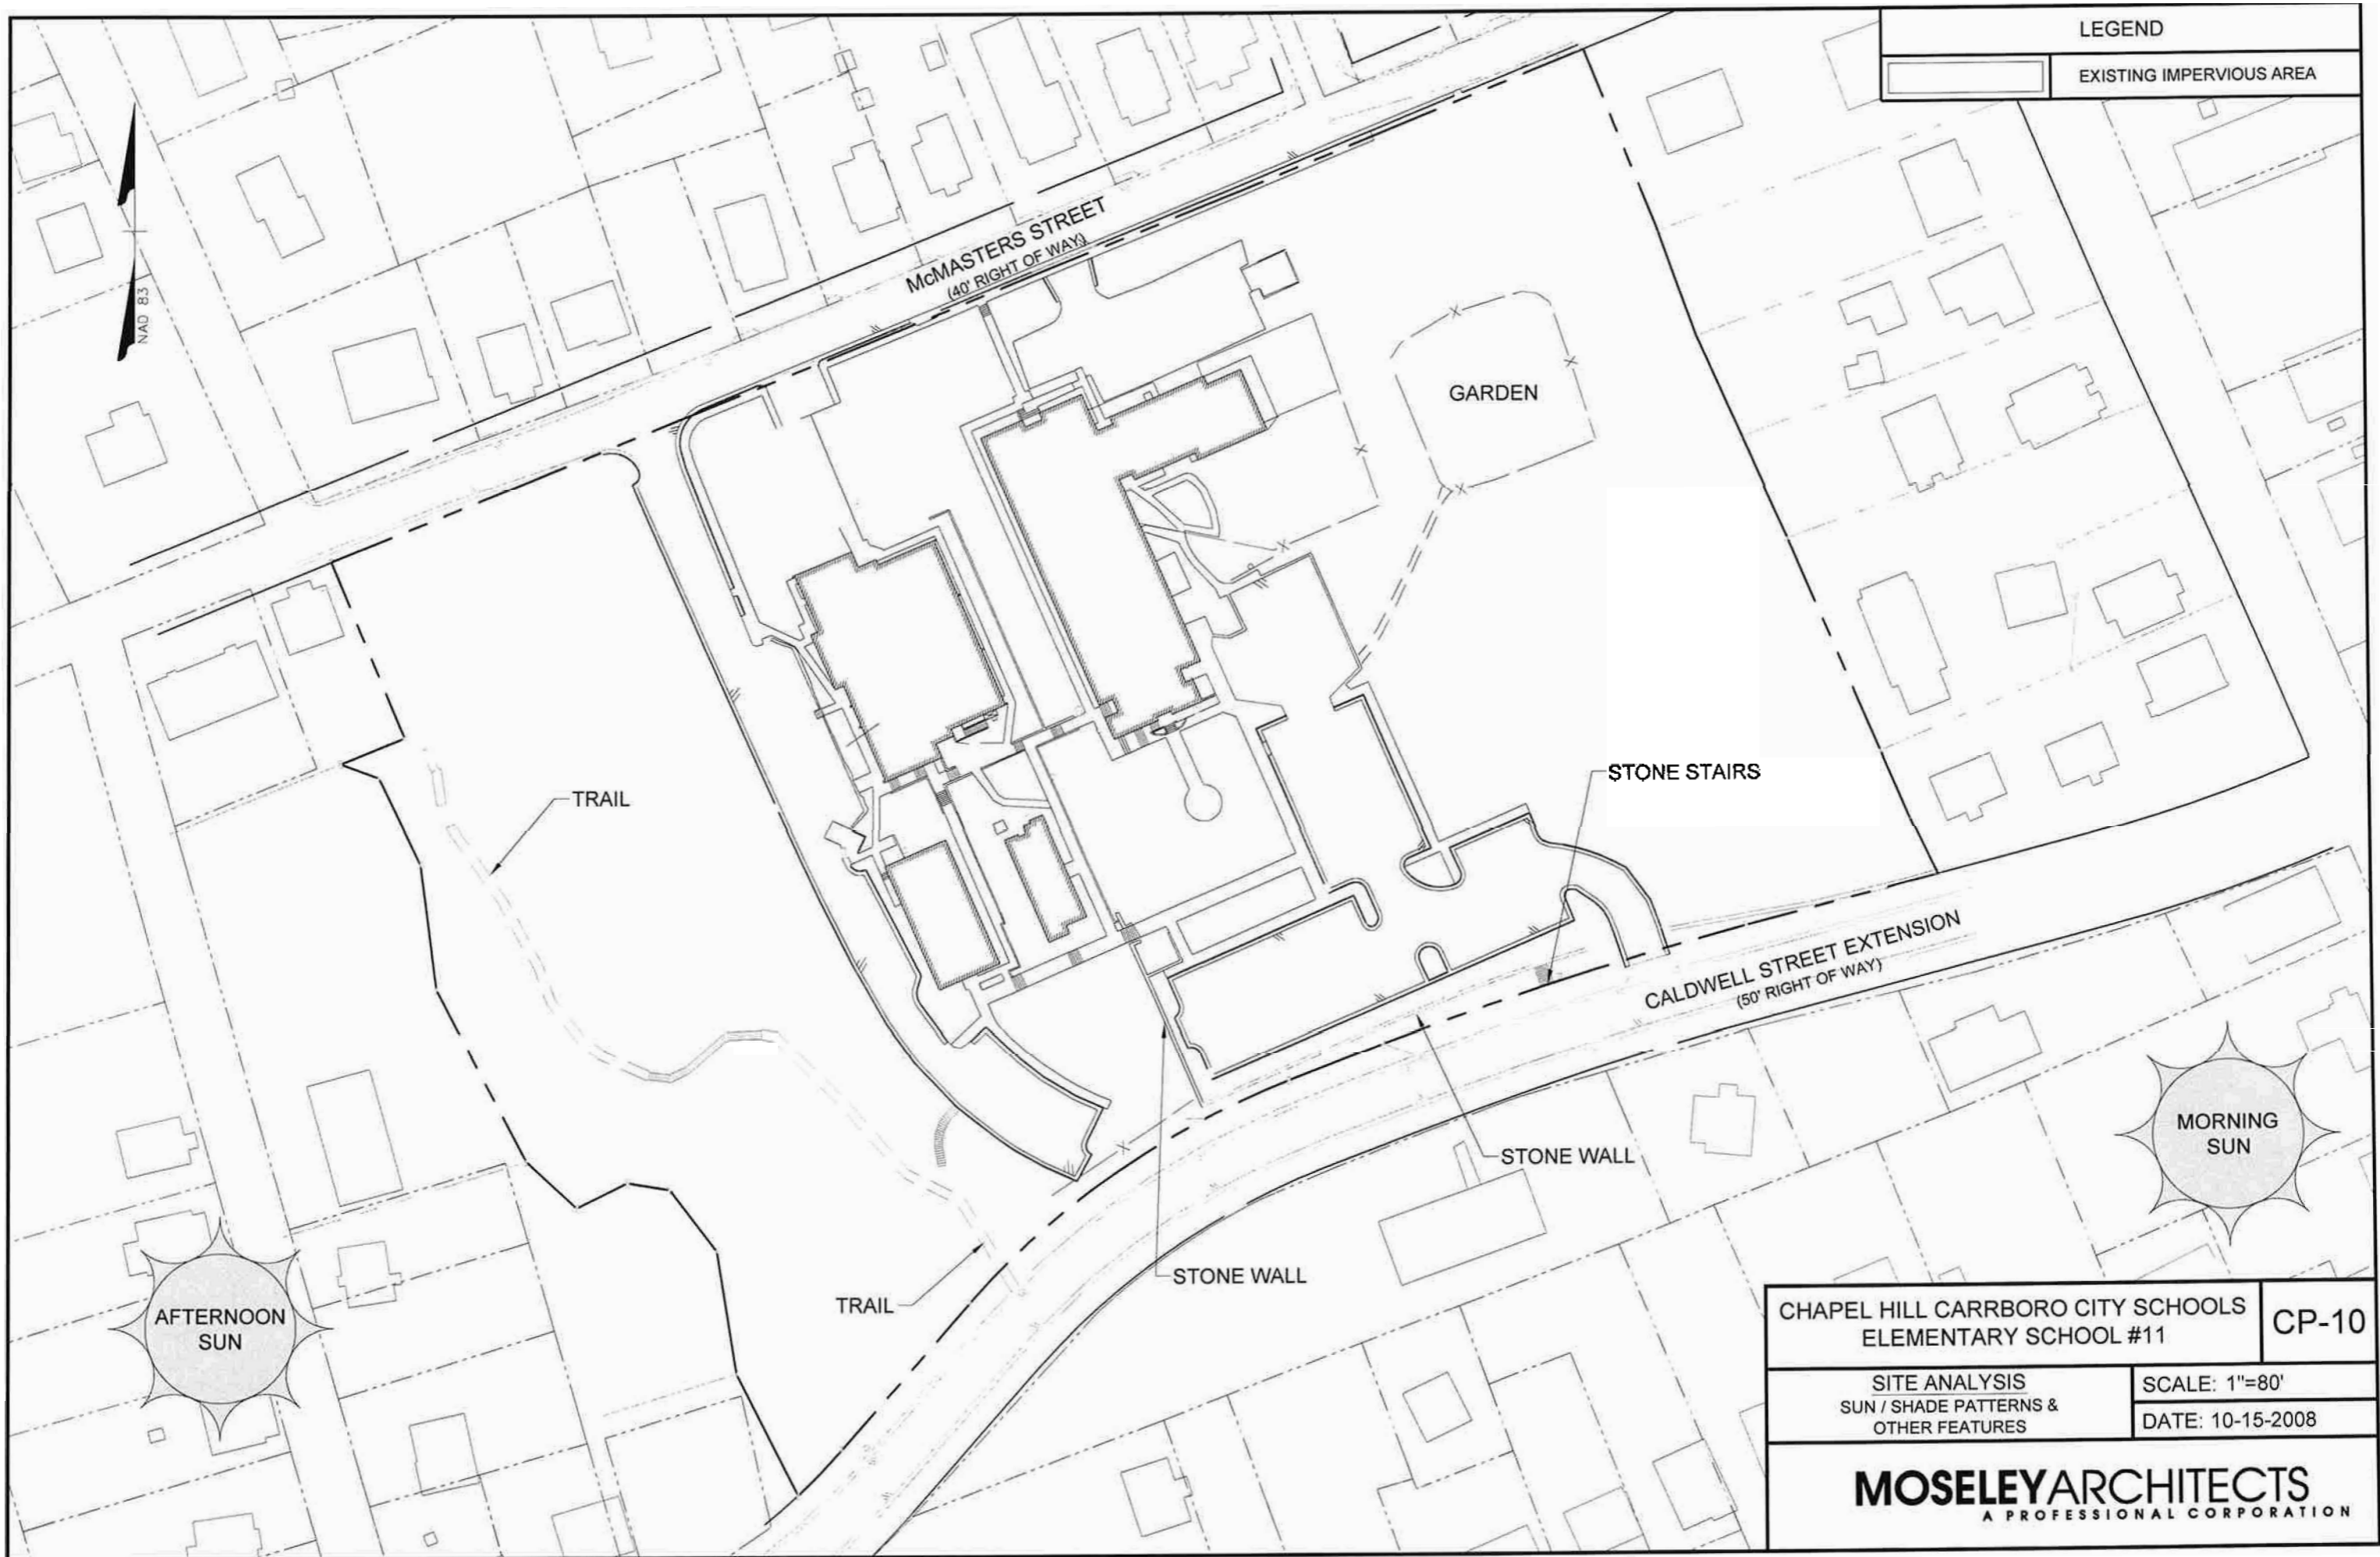 LEGEND
EXISTING IMPERVIOUS AREA
NAD 83
McMASTERS STREET
(40' RIGHT OF WAY)
GARDEN
STONE STAIRS
TRAIL
CALDWELL STREET EXTENSION
(50' RIGHT OF WAY)
MORNING
SUN
STONE WALL
STONE WALL
TRAIL
AFTERNOON
SUN
CHAPEL HILL CARRBORO CITY SCHOOLS
ELEMENTARY SCHOOL #11
CP-10
SITE ANALYSIS
SUN / SHADE PATTERNS &
OTHER FEATURES
SCALE: 1"=80'
DATE: 10-15-2008
MOSELEYARCHITECTS
A PROFESSIONAL CORPORATION